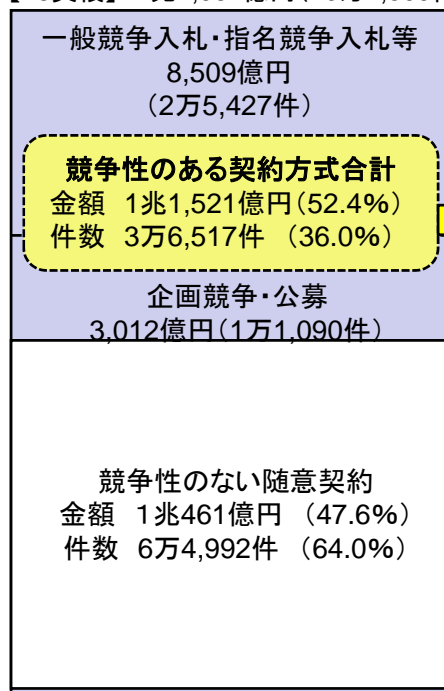 一般競争入札・指名競争入札等
8,509億円
（2万5,427件）
競争性のある契約方式合計
金額　1兆1,521億円（52.4%）
件数　3万6,517件　（36.0%）
企画競争・公募
3,012億円（1万1,090件）
競争性のない随意契約
金額　1兆461億円　（47.6%）
件数　6万4,992件　（64.0%）